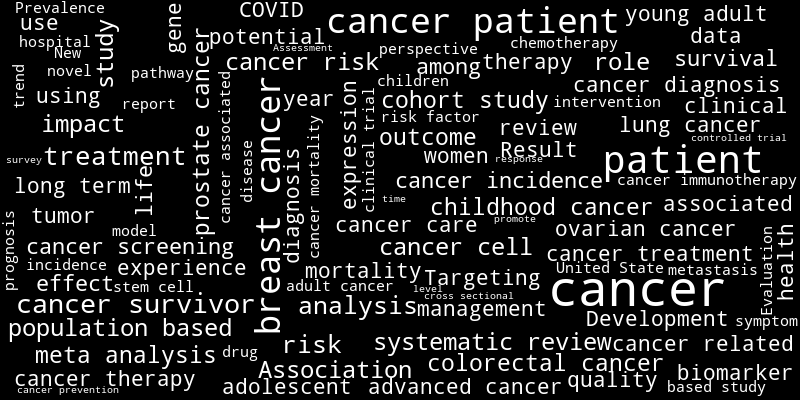 Prevalence
COVID
cancer patient
young adult
use
gene
potential
data
hospital
study
Assessment
perspective
chemotherapy
New
cancer risk
among
therapy
role
survival
trend
novel
pathway
prostate cancer
children
cancer diagnosis
using
report
cancer associated
breast cancer
year
expression
clinical trial
cohort study
intervention
clinical
impact
risk factor
review
lung cancer
disease
cancer mortality
outcome
controlled trial
survey
treatment
diagnosis
women
response
Result
patient
long term
life
cancer incidence
cancer immunotherapy
time
childhood cancer
associated
tumor
promote
prognosis
model
cancer care
ovarian cancer
cancer screening
cancer cell
cancer treatment
Evaluation
health
incidence
experience
mortality
Targeting
United State
metastasis
effect
stem cell
adult cancer
level
cancer
cancer survivor
cross sectional
analysis
management
Development
symptom
population based
risk
systematic review
cancer related
meta analysis
drug
Association
colorectal cancer
biomarker
cancer therapy
quality
cancer prevention
adolescent
advanced cancer
based study